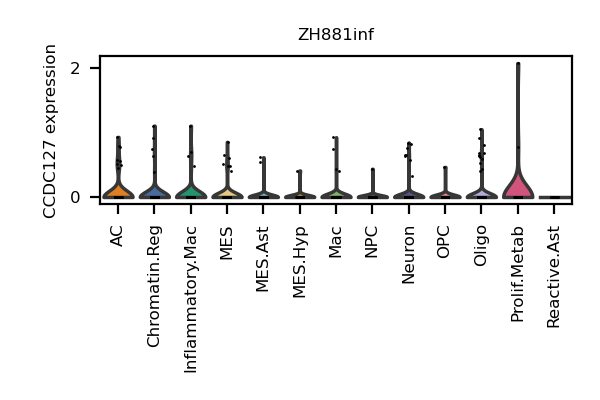 ZH881inf
CCDC127 expression
2
0
AC
Chromatin.Reg
Inflammatory.Mac
MES
MES.Ast
MES.Hyp
Mac
NPC
Neuron
OPC
Oligo
Prolif.Metab
Reactive.Ast